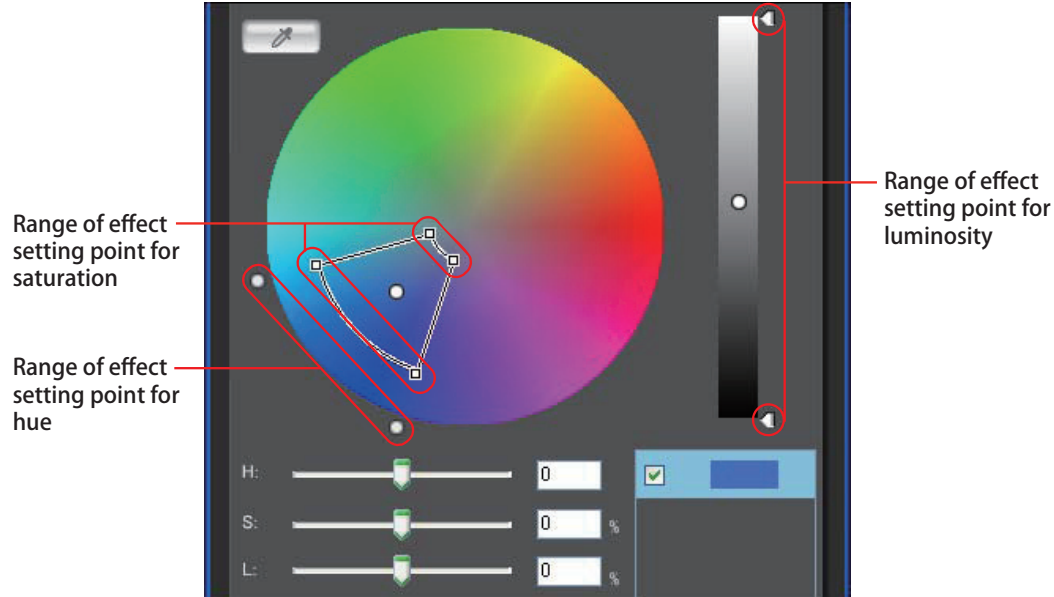 Range of effect
setting point for
saturation
Range of effect
setting point for
hue
Range of effect
setting point for
luminosity
H: 0
S: 0 %
L: 0 %